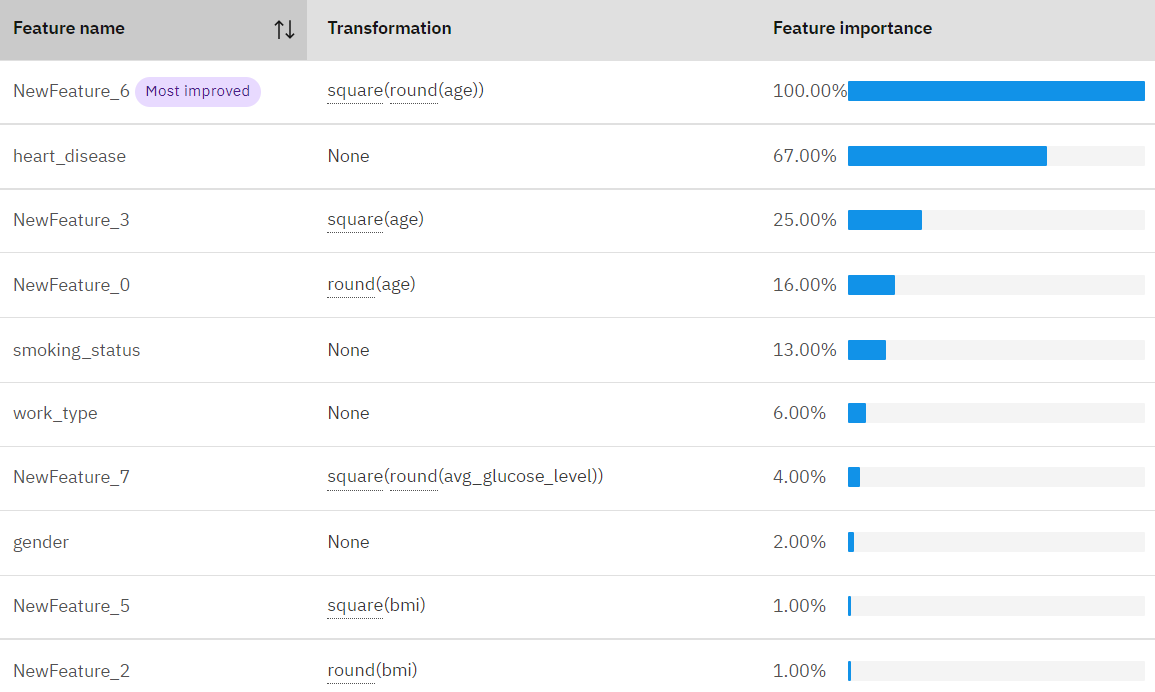 Feature name Transformation Feature importance
NewFeature_6 Most improved square(round(age)) 100.00%
heart_disease None 67.00%
NewFeature_3 square(age) 25.00%
NewFeature_0 round(age) 16.00%
smoking_status None 13.00%
work_type None 6.00%
NewFeature_7 square(round(avg_glucose_level)) 4.00%
gender None 2.00%
NewFeature_5 square(bmi) 1.00%
NewFeature_2 round(bmi) 1.00%